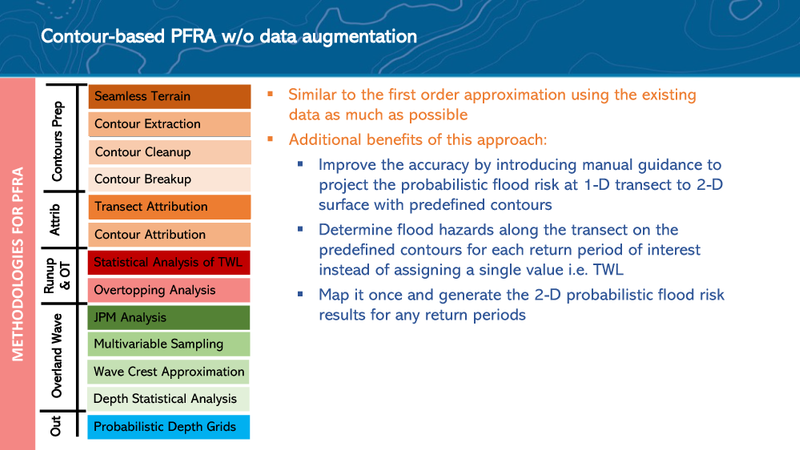 Contour-based PFRA w/o data augmentation
METHODOLOGIES FOR PFRA
Contours Prep
Seamless Terrain
Contour Extraction
Contour Cleanup
Contour Breakup
Attrib
Transect Attribution
Contour Attribution
Runup
& OT
Statistical Analysis of TWL
Overtopping Analysis
Overland Wave
JPM Analysis
Multivariable Sampling
Wave Crest Approximation
Depth Statistical Analysis
Out
Probabilistic Depth Grids
▪ Similar to the first order approximation using the existing
data as much as possible
▪ Additional benefits of this approach:
▪ Improve the accuracy by introducing manual guidance to
project the probabilistic flood risk at 1-D transect to 2-D
surface with predefined contours
▪ Determine flood hazards along the transect on the
predefined contours for each return period of interest
instead of assigning a single value i.e. TWL
▪ Map it once and generate the 2-D probabilistic flood risk
results for any return periods